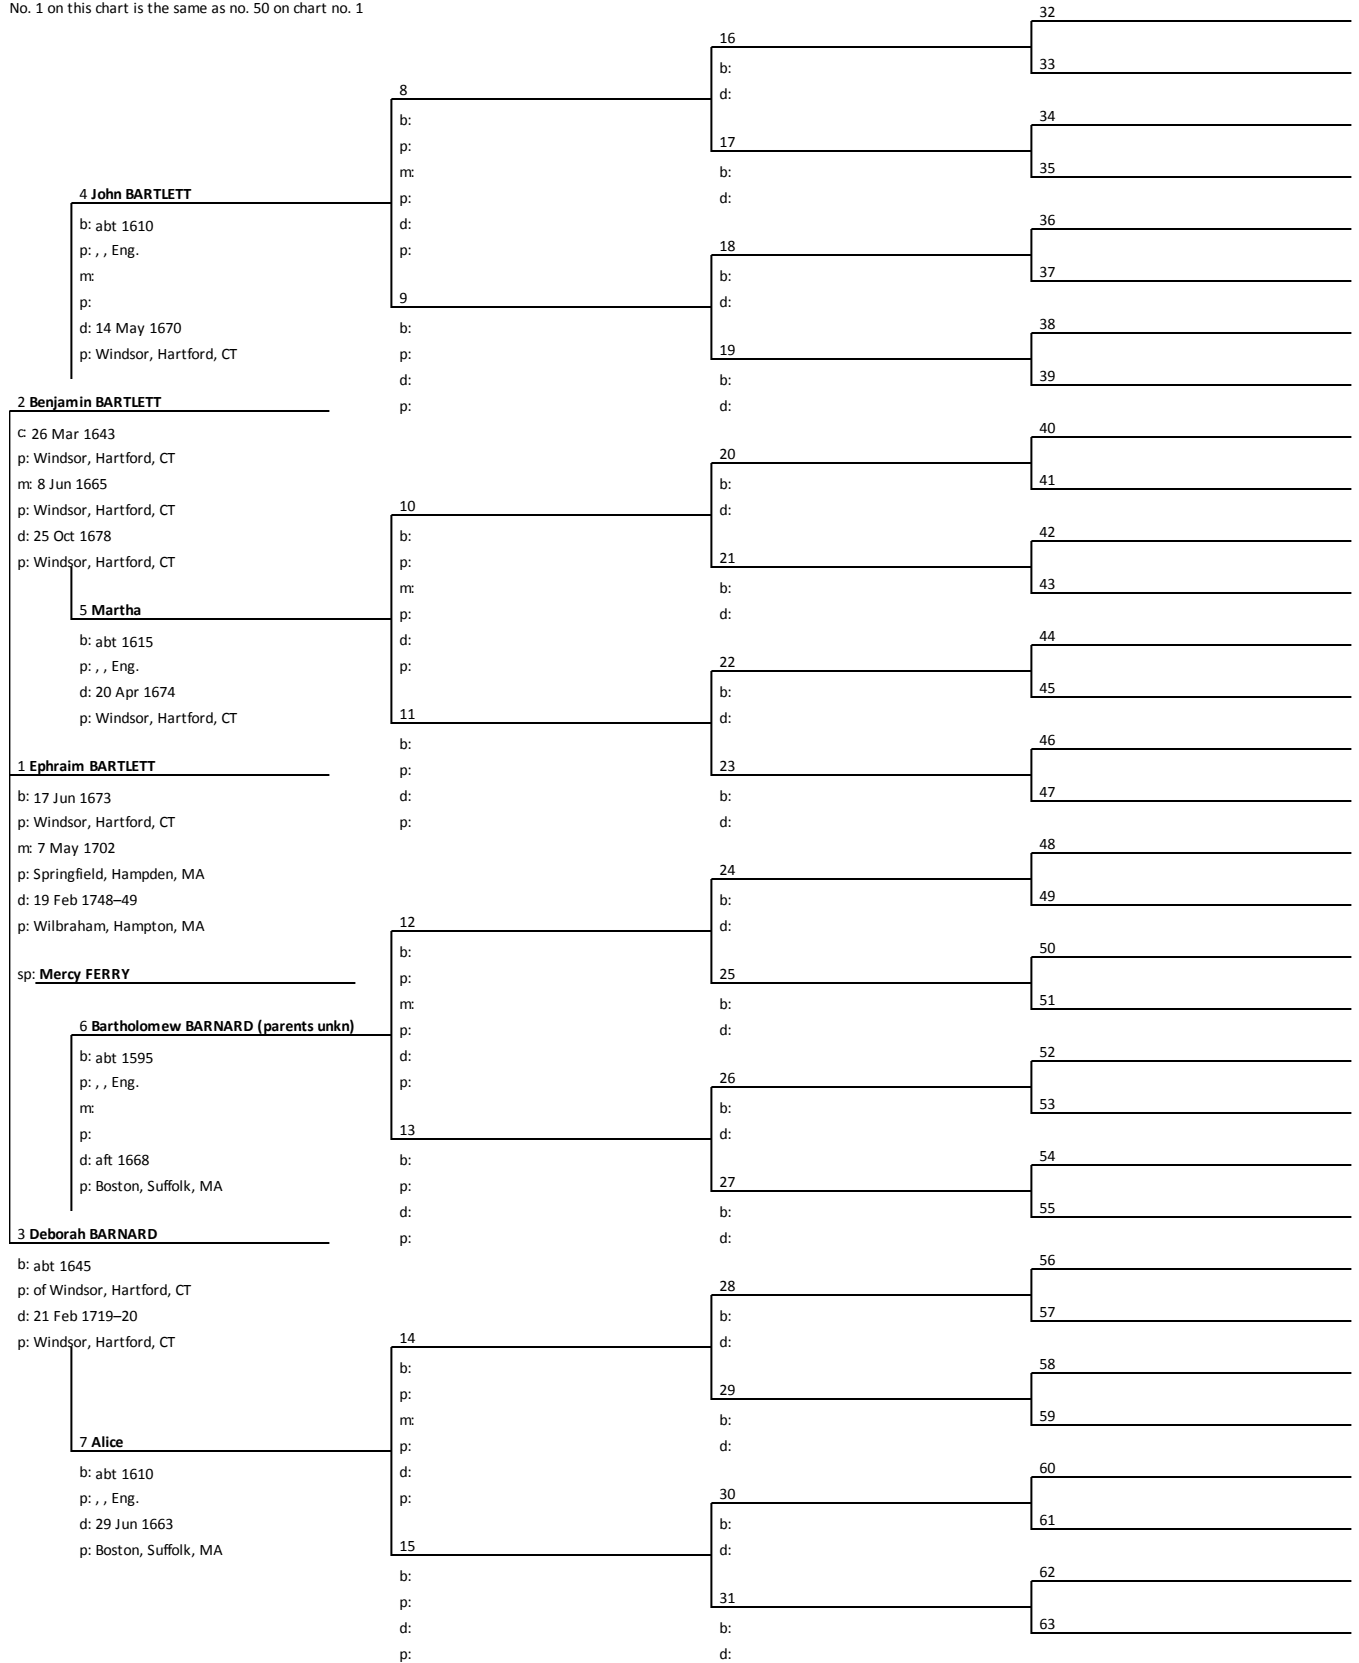 No. 1 on this chart is the same as no. 50 on chart no. 1
4 John BARTLETT
b: abt 1610
p: , , Eng.
m:
p:
d: 14 May 1670
p: Windsor, Hartford, CT
2 Benjamin BARTLETT
c: 26 Mar 1643
p: Windsor, Hartford, CT
m: 8 Jun 1665
p: Windsor, Hartford, CT
d: 25 Oct 1678
p: Windsor, Hartford, CT
5 Martha
b: abt 1615
p: , , Eng.
d: 20 Apr 1674
p: Windsor, Hartford, CT
1 Ephraim BARTLETT
b: 17 Jun 1673
p: Windsor, Hartford, CT
m: 7 May 1702
p: Springfield, Hampden, MA
d: 19 Feb 1748–49
p: Wilbraham, Hampton, MA
sp: Mercy FERRY
6 Bartholomew BARNARD (parents unkn)
b: abt 1595
p: , , Eng.
m:
p:
d: aft 1668
p: Boston, Suffolk, MA
3 Deborah BARNARD
b: abt 1645
p: of Windsor, Hartford, CT
d: 21 Feb 1719–20
p: Windsor, Hartford, CT
7 Alice
b: abt 1610
p: , , Eng.
d: 29 Jun 1663
p: Boston, Suffolk, MA
8
b:
p:
m:
p:
d:
p:
9
b:
p:
d:
p:
10
b:
p:
m:
p:
d:
p:
11
b:
p:
d:
p:
12
b:
p:
m:
p:
d:
p:
13
b:
p:
d:
p:
14
b:
p:
m:
p:
d:
p:
15
b:
p:
d:
p:
16
b:
d:
17
b:
d:
18
b:
d:
19
b:
d:
20
b:
d:
21
b:
d:
22
b:
d:
23
b:
d:
24
b:
d:
25
b:
d:
26
b:
d:
27
b:
d:
28
b:
d:
29
b:
d:
30
b:
d:
31
b:
d:
32
33
34
35
36
37
38
39
40
41
42
43
44
45
46
47
48
49
50
51
52
53
54
55
56
57
58
59
60
61
62
63